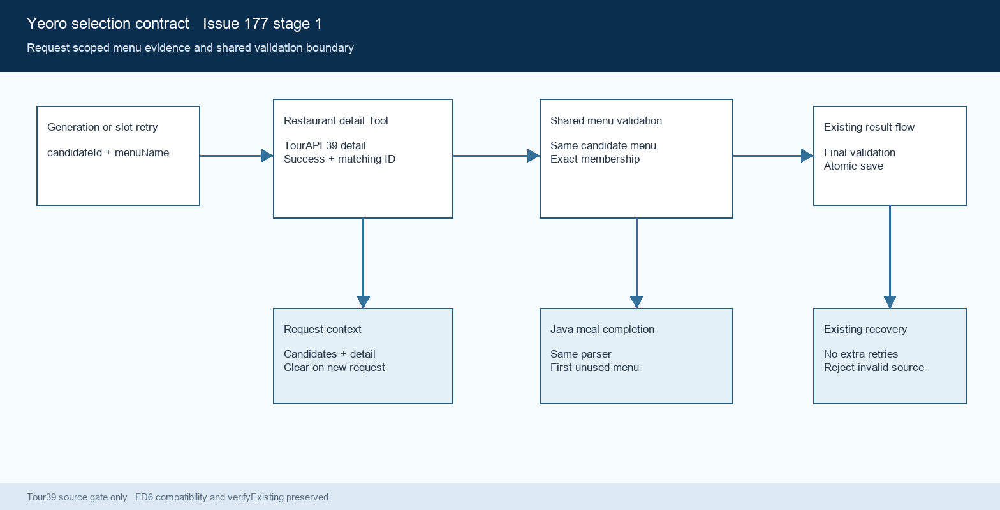 Yeoro selection contract   Issue 177 stage 1
Request scoped menu evidence and shared validation boundary
Generation or slot retry
candidateId + menuName
Restaurant detail Tool
TourAPI 39 detail
Success + matching ID
Shared menu validation
Same candidate menu
Exact membership
Existing result flow
Final validation
Atomic save
Request context
Candidates + detail
Clear on new request
Java meal completion
Same parser
First unused menu
Existing recovery
No extra retries
Reject invalid source
Tour39 source gate only   FD6 compatibility and verifyExisting preserved